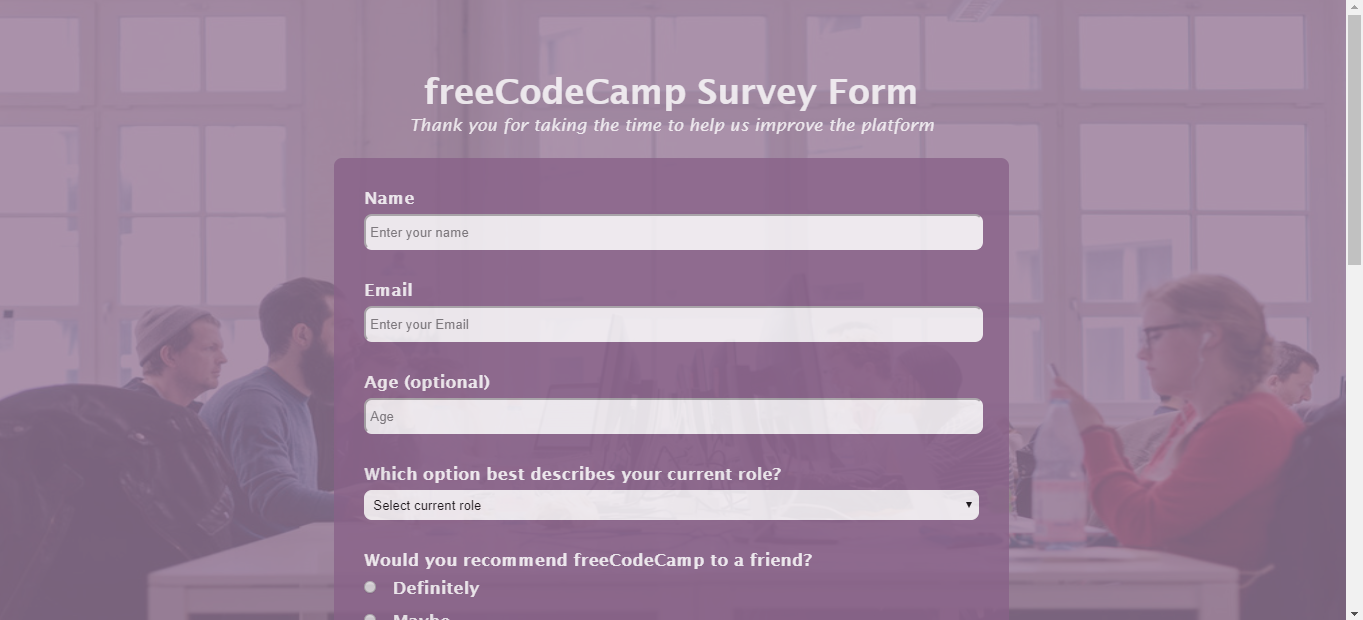 freeCodeCamp Survey Form
Thank you for taking the time to help us improve the platform
Name
Enter your name
Email
Enter your Email
Age (optional)
Age
Which option best describes your current role?
Select current role
Would you recommend freeCodeCamp to a friend?
Definitely
Maybe